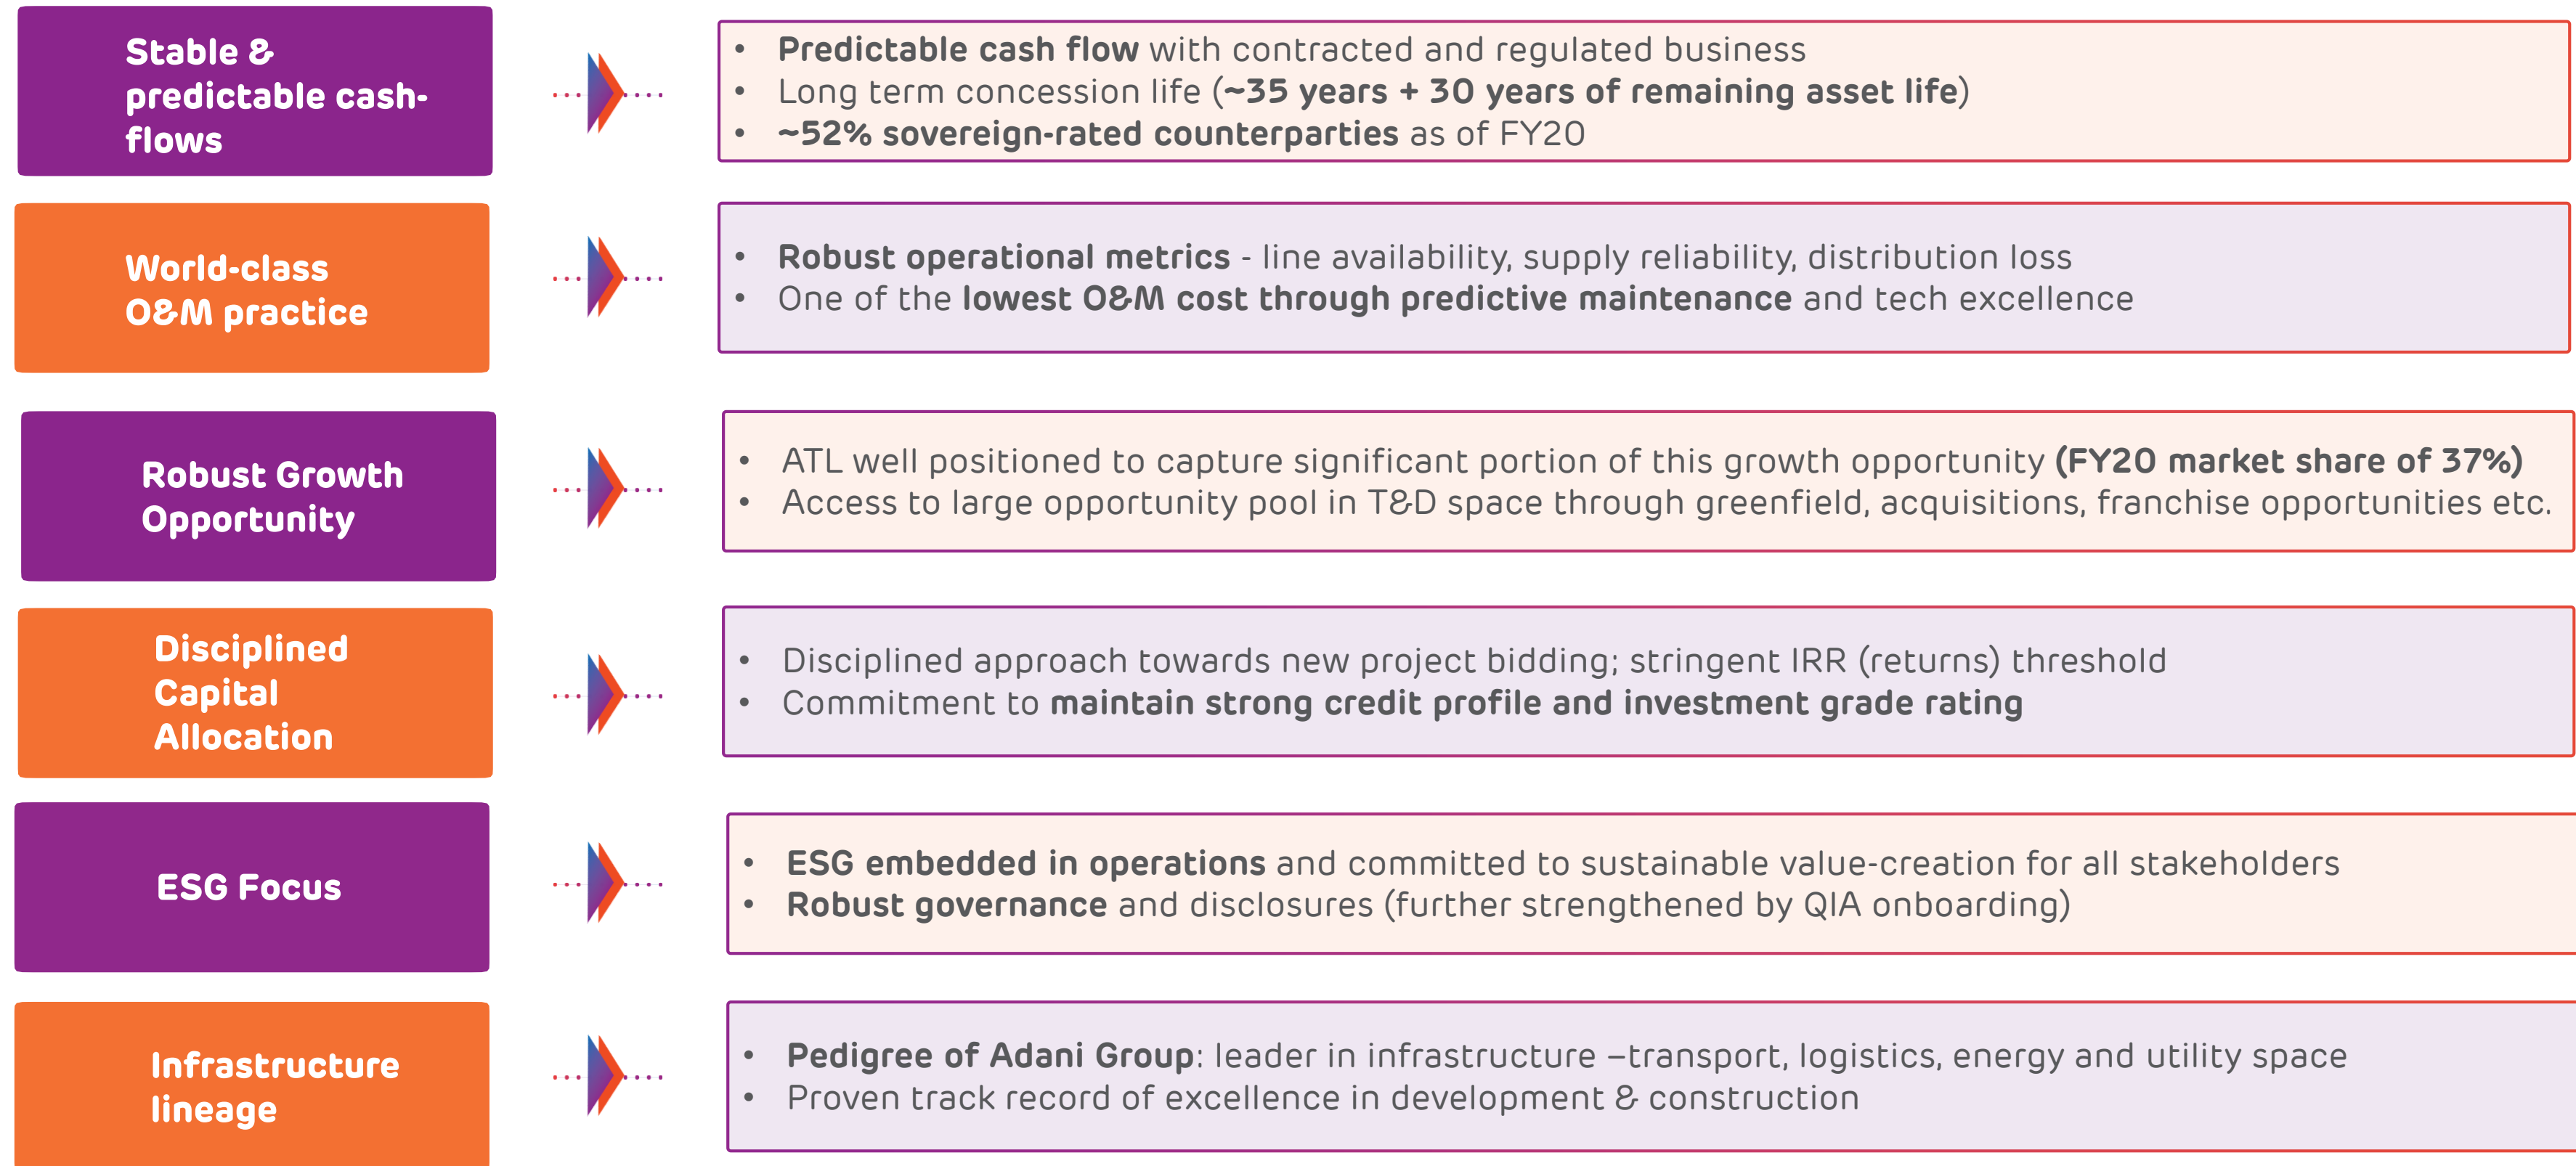 Stable &
predictable cash-
flows
• Predictable cash flow with contracted and regulated business
• Long term concession life (~35 years + 30 years of remaining asset life)
• ~52% sovereign-rated counterparties as of FY20
World-class
O&M practice
• Robust operational metrics - line availability, supply reliability, distribution loss
• One of the lowest O&M cost through predictive maintenance and tech excellence
Robust Growth
Opportunity
• ATL well positioned to capture significant portion of this growth opportunity (FY20 market share of 37%)
• Access to large opportunity pool in T&D space through greenfield, acquisitions, franchise opportunities etc.
Disciplined
Capital
Allocation
• Disciplined approach towards new project bidding; stringent IRR (returns) threshold
• Commitment to maintain strong credit profile and investment grade rating
ESG Focus
• ESG embedded in operations and committed to sustainable value-creation for all stakeholders
• Robust governance and disclosures (further strengthened by QIA onboarding)
Infrastructure
lineage
• Pedigree of Adani Group: leader in infrastructure –transport, logistics, energy and utility space
• Proven track record of excellence in development & construction